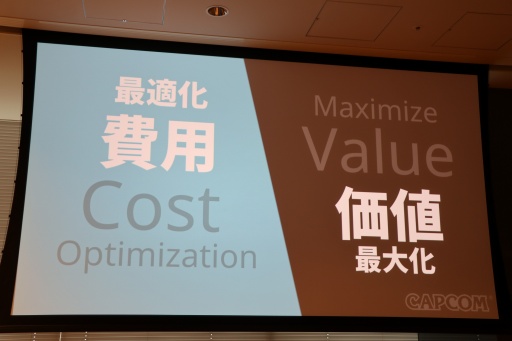 最適化
費用
Cost
Optimization
Maximize
Value
価値
最大化
CAPCOM